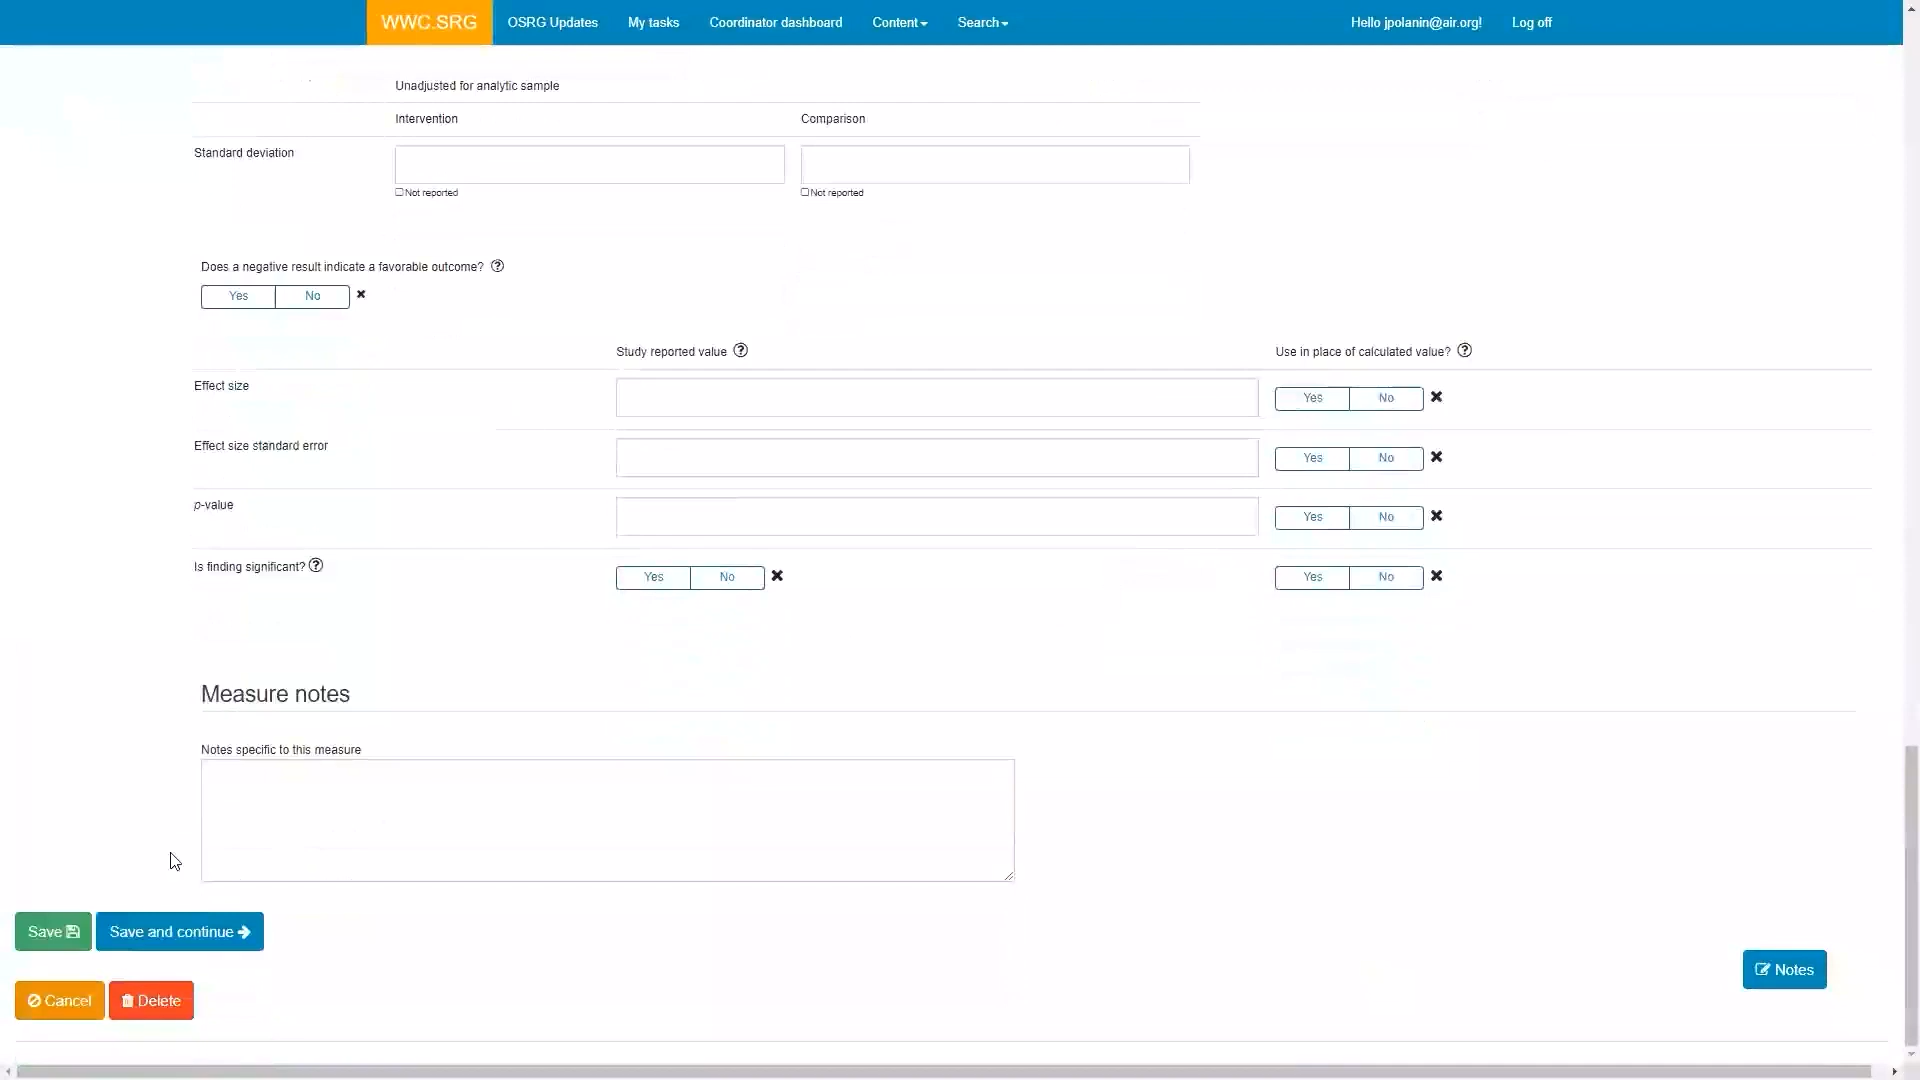 WWC.SRG OSRG Updates My tasks Coordinator dashboard Content Search Hello jpolanin@air.org! Log off
Unadjusted for analytic sample
Intervention Comparison
Standard deviation
Not reported Not reported
Does a negative result indicate a favorable outcome?
Yes No
Study reported value Use in place of calculated value?
Effect size Yes No
Effect size standard error Yes No
p-value Yes No
Is finding significant? Yes No Yes No
Measure notes
Notes specific to this measure
Save Save and continue
Notes
Cancel Delete